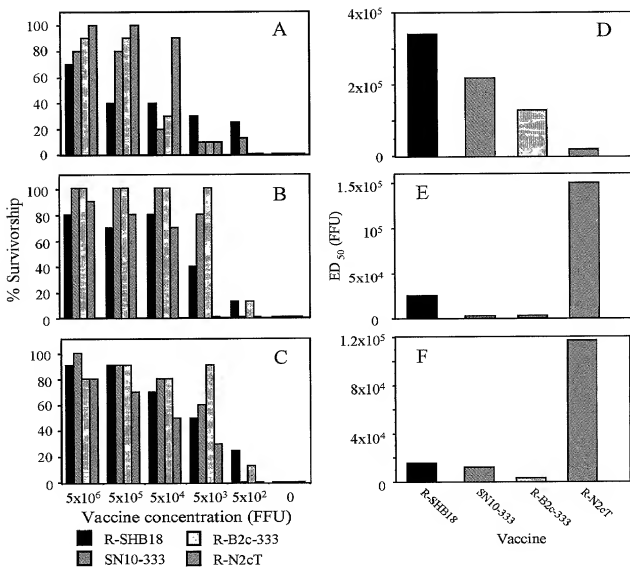 A
100
80
60
40
20
0
B
100
80
60
40
20
0
C
100
80
60
40
20
0
% Survivorship
5x10⁶ 5x10⁵ 5x10⁴ 5x10³ 5x10² 0
Vaccine concentration (FFU)
R-SHB18
R-B2c-333
SN10-333
R-N2cT
D
4x10⁵
2x10⁵
0
E
1.5x10⁵
10⁵
5x10⁴
0
F
1.2x10⁵
8x10⁴
4x10⁴
0
ED₅₀ (FFU)
R-SHB18 SN10-333 R-B2c-333 R-N2cT
Vaccine